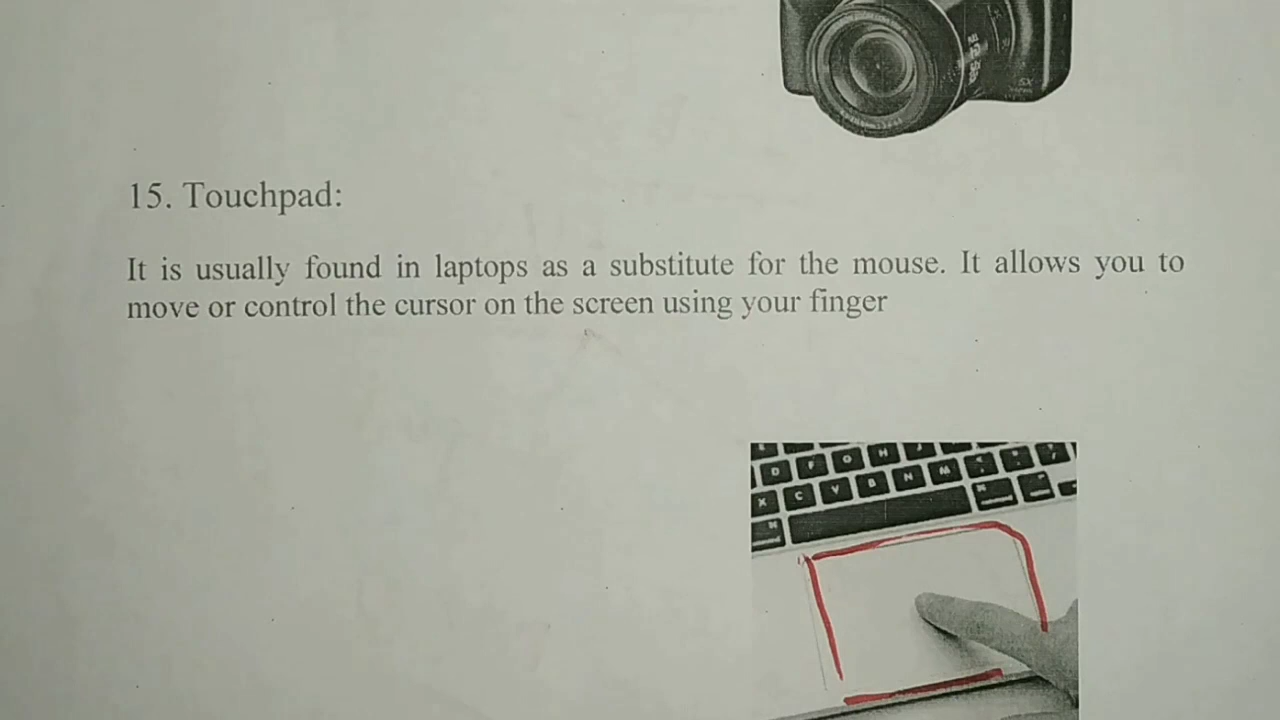 15. Touchpad:
It is usually found in laptops as a substitute for the mouse. It allows you to
move or control the cursor on the screen using your finger
D F G H
X C V B N M